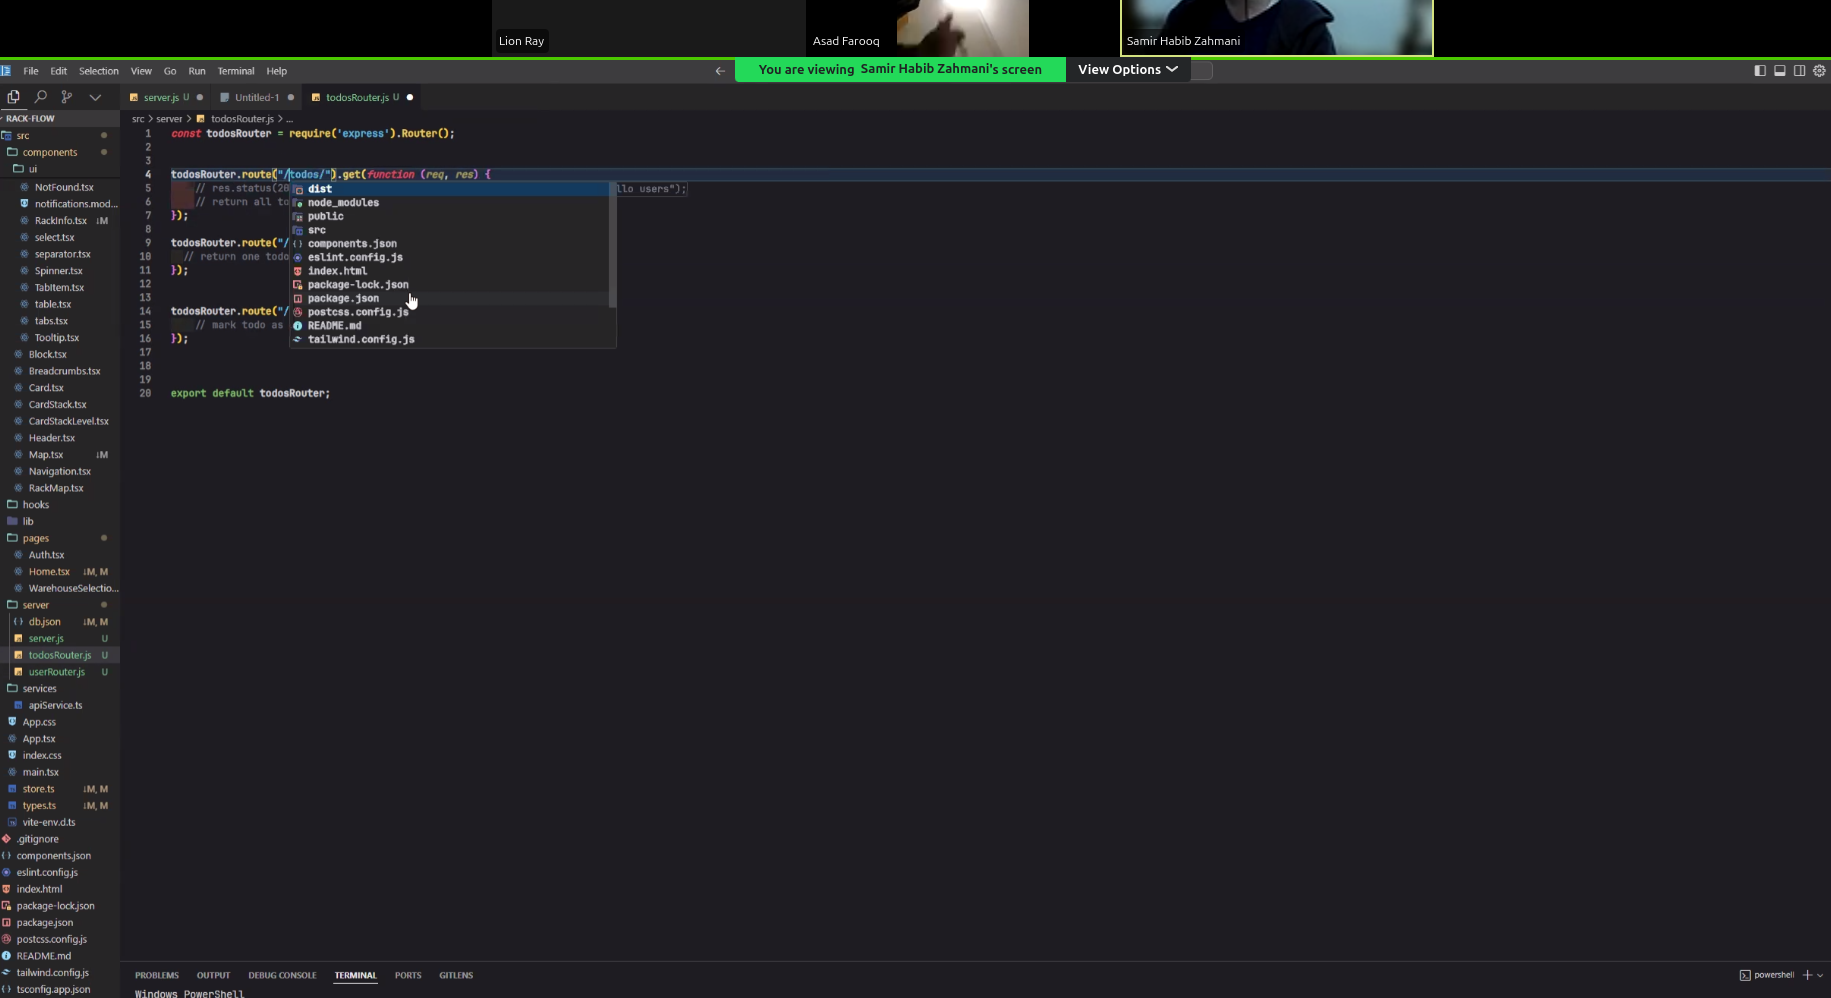 Lion Ray
Asad Farooq
Samir Habib Zahmani
File Edit Selection View Go Run Terminal Help
You are viewing Samir Habib Zahmani's screen
View Options
server.js U
Untitled-1
todosRouter.js U
RACK-FLOW
src > server > todosRouter.js > ...
src
components
ui
NotFound.tsx
notifications.mod...
RackInfo.tsx ↓M
select.tsx
separator.tsx
Spinner.tsx
TabItem.tsx
table.tsx
tabs.tsx
Tooltip.tsx
Block.tsx
Breadcrumbs.tsx
Card.tsx
CardStack.tsx
CardStackLevel.tsx
Header.tsx
Map.tsx ↓M
Navigation.tsx
RackMap.tsx
hooks
lib
pages
Auth.tsx
Home.tsx ↓M, M
WarehouseSelectio...
server
db.json ↓M, M
server.js U
todosRouter.js U
userRouter.js U
services
apiService.ts
App.css
App.tsx
index.css
main.tsx
store.ts ↓M, M
types.ts ↓M, M
vite-env.d.ts
.gitignore
components.json
eslint.config.js
index.html
package-lock.json
package.json
postcss.config.js
README.md
tailwind.config.js
tsconfig.app.json
1 const todosRouter = require('express').Router();
2
3
4 todosRouter.route("/todos/").get(function (req, res) {
5 // res.status(20 llo users");
6 // return all to
7 });
8
9 todosRouter.route("/
10 // return one todo
11 });
12
13
14 todosRouter.route("/
15 // mark todo as
16 });
17
18
19
20 export default todosRouter;
dist
node_modules
public
src
components.json
eslint.config.js
index.html
package-lock.json
package.json
postcss.config.js
README.md
tailwind.config.js
PROBLEMS OUTPUT DEBUG CONSOLE TERMINAL PORTS GITLENS
powershell
Windows PowerShell